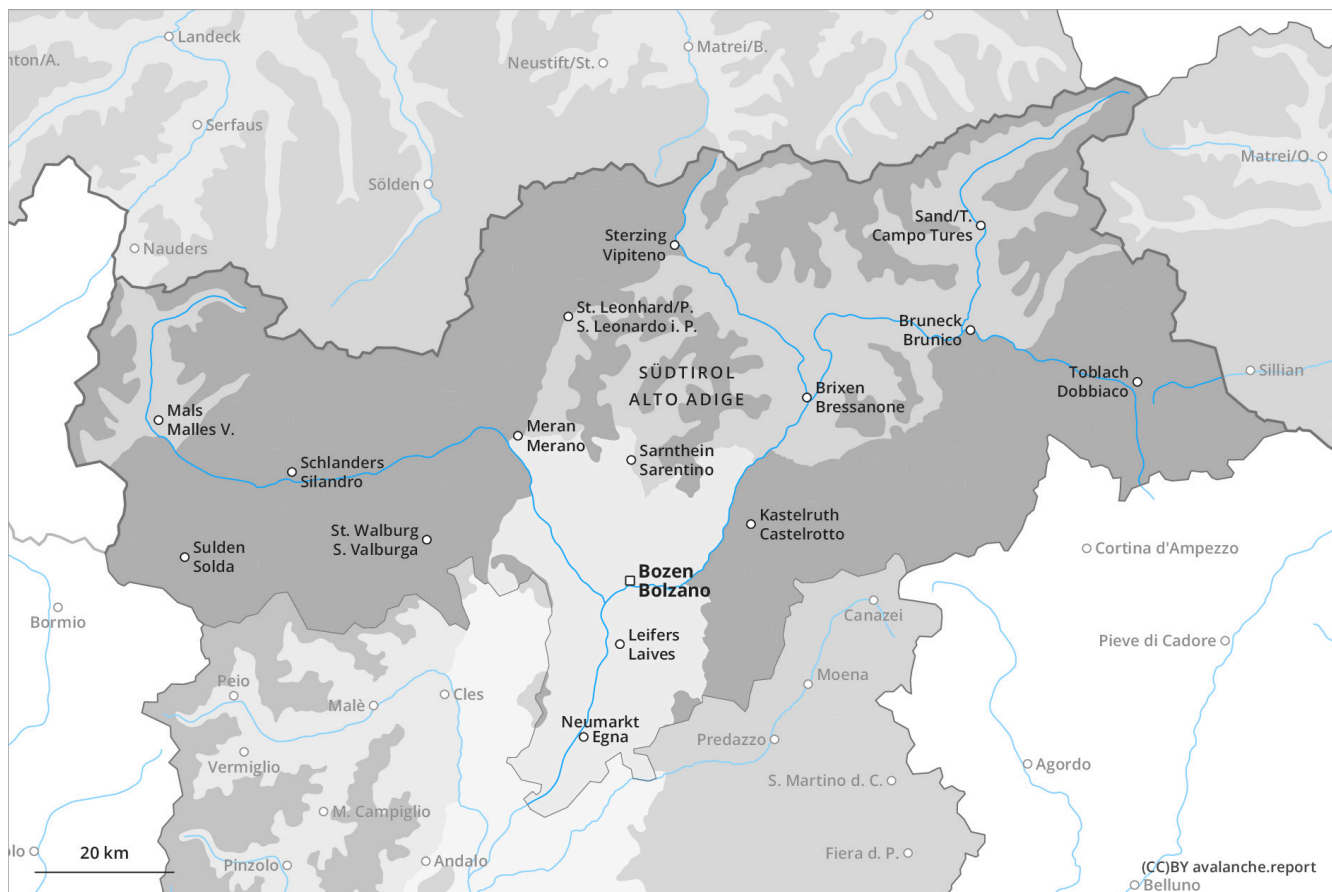 Landeck
nton/A.
Neustift/St.
Matrei/B.
Serfaus
Matrei/O.
Sölden
Sand/T.
Campo Tures
Sterzing
Vipiteno
Nauders
St. Leonhard/P.
S. Leonardo i. P.
Bruneck
Brunico
SÜDTIROL
ALTO ADIGE
Toblach
Dobbiaco
Sillian
Brixen
Bressanone
Mals
Malles V.
Meran
Merano
Sarnthein
Sarentino
Schlanders
Silandro
Kastelruth
Castelrotto
St. Walburg
S. Valburga
Sulden
Solda
Cortina d'Ampezzo
Bozen
Bolzano
Bormio
Canazei
Leifers
Laives
Pieve di Cadore
Peio
Malè
Cles
Moena
Neumarkt
Egna
Predazzo
Vermiglio
Agordo
S. Martino d. C.
M. Campiglio
olo
20 km
Pinzolo
Andalo
Fiera d. P.
(CC)BY avalanche.report
Belluno